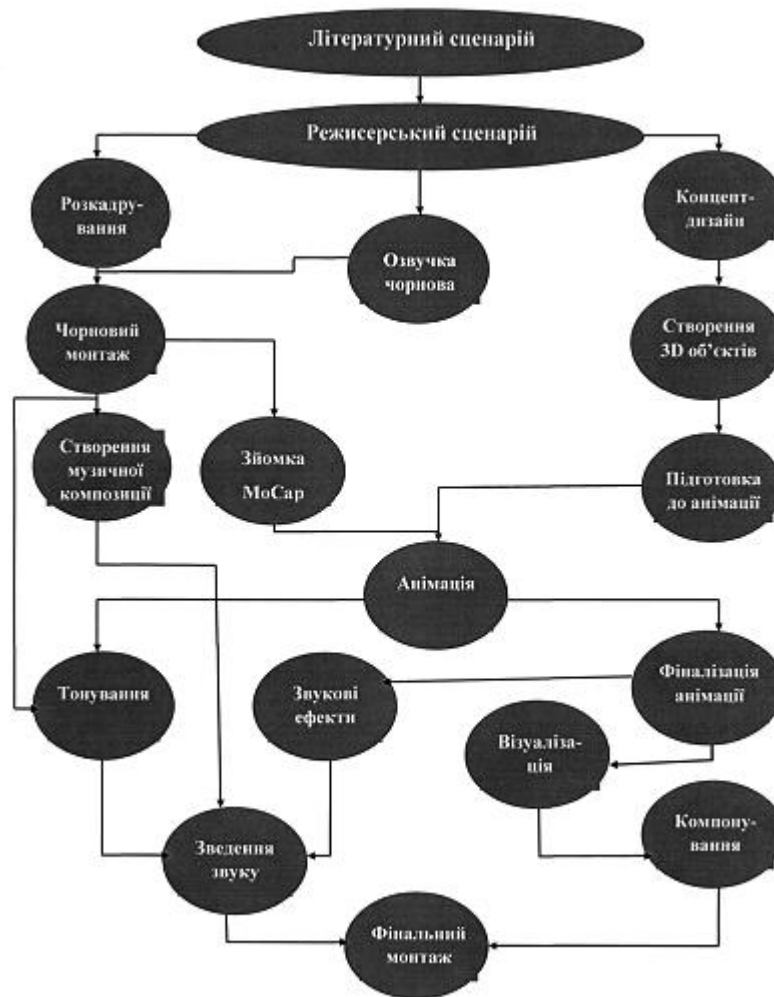 Літературний сценарій
Режисерський сценарій
Розкадру-
вання
Концепт-
дизайн
Озвучка
чорнова
Чорновий
монтаж
Створення
3D об’єктів
Створення
музичної
композиції
Зйомка
MoCap
Підготовка
до анімації
Анімація
Тонування
Звукові
ефекти
Фіналізація
анімації
Візуаліза-
ція
Компону-
вання
Зведення
звуку
Фінальний
монтаж